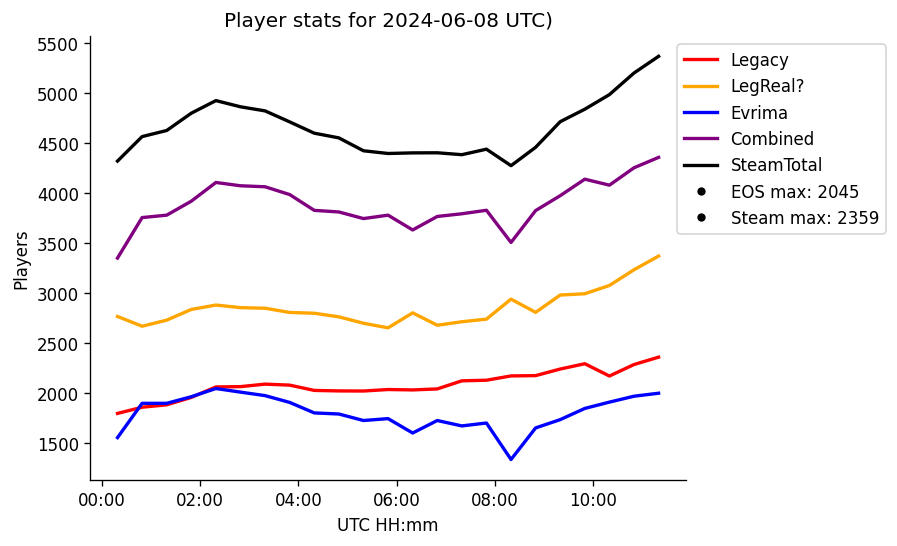 Player stats for 2024-06-08 UTC)
Players
5500
5000
4500
4000
3500
3000
2500
2000
1500
00:00 02:00 04:00 06:00 08:00 10:00
UTC HH:mm
Legacy
LegReal?
Evrima
Combined
SteamTotal
EOS max: 2045
Steam max: 2359